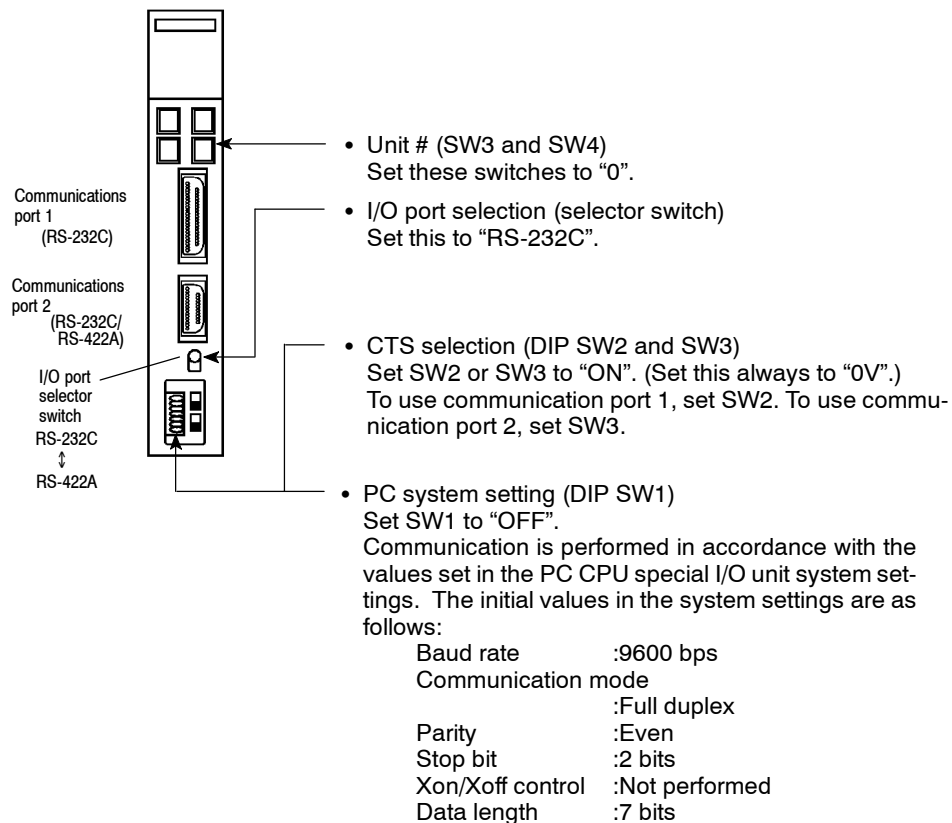 Communications
port 1
(RS-232C)
Communications
port 2
(RS-232C/
RS-422A)
I/O port
selector
switch
RS-232C
⇕
RS-422A
• Unit # (SW3 and SW4)
Set these switches to “0”.
• I/O port selection (selector switch)
Set this to “RS-232C”.
• CTS selection (DIP SW2 and SW3)
Set SW2 or SW3 to “ON”. (Set this always to “0V”.)
To use communication port 1, set SW2. To use commu-
nication port 2, set SW3.
• PC system setting (DIP SW1)
Set SW1 to “OFF”.
Communication is performed in accordance with the
values set in the PC CPU special I/O unit system set-
tings. The initial values in the system settings are as
follows:
Baud rate :9600 bps
Communication mode
:Full duplex
Parity :Even
Stop bit :2 bits
Xon/Xoff control :Not performed
Data length :7 bits